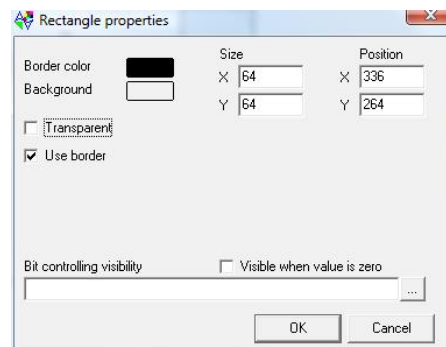 Rectangle properties
Size
Position
Border color
X 64
X 336
Background
Y 64
Y 264
Transparent
Use border
Bit controlling visibility
Visible when value is zero
...
OK
Cancel